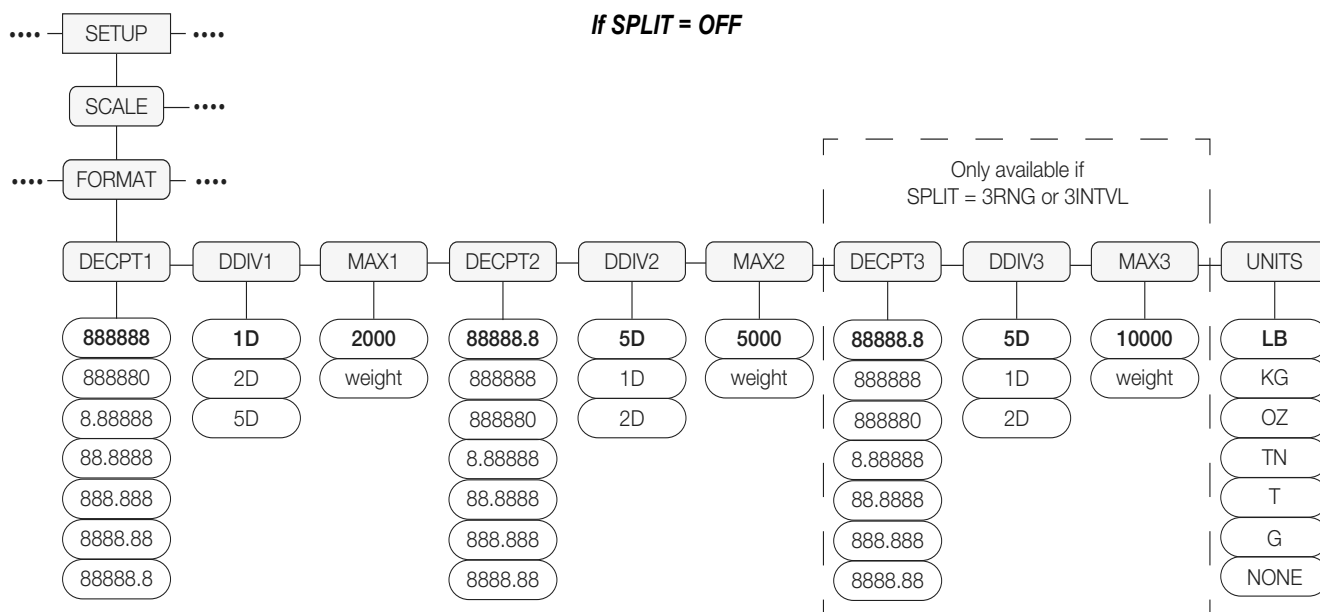 If SPLIT = OFF
•••• SETUP ••••
SCALE ••••
•••• FORMAT ••••
Only available if
SPLIT = 3RNG or 3INTVL
DECPT1 DDIV1 MAX1 DECPT2 DDIV2 MAX2 DECPT3 DDIV3 MAX3 UNITS
888888 1D 2000 88888.8 5D 5000 88888.8 5D 10000 LB
888880 2D weight 888888 1D weight 888888 1D weight KG
8.88888 5D 888880 2D 888880 2D OZ
88.8888 8.88888 8.88888 TN
888.888 88.8888 88.8888 T
8888.88 888.888 888.888 G
88888.8 8888.88 8888.88 NONE